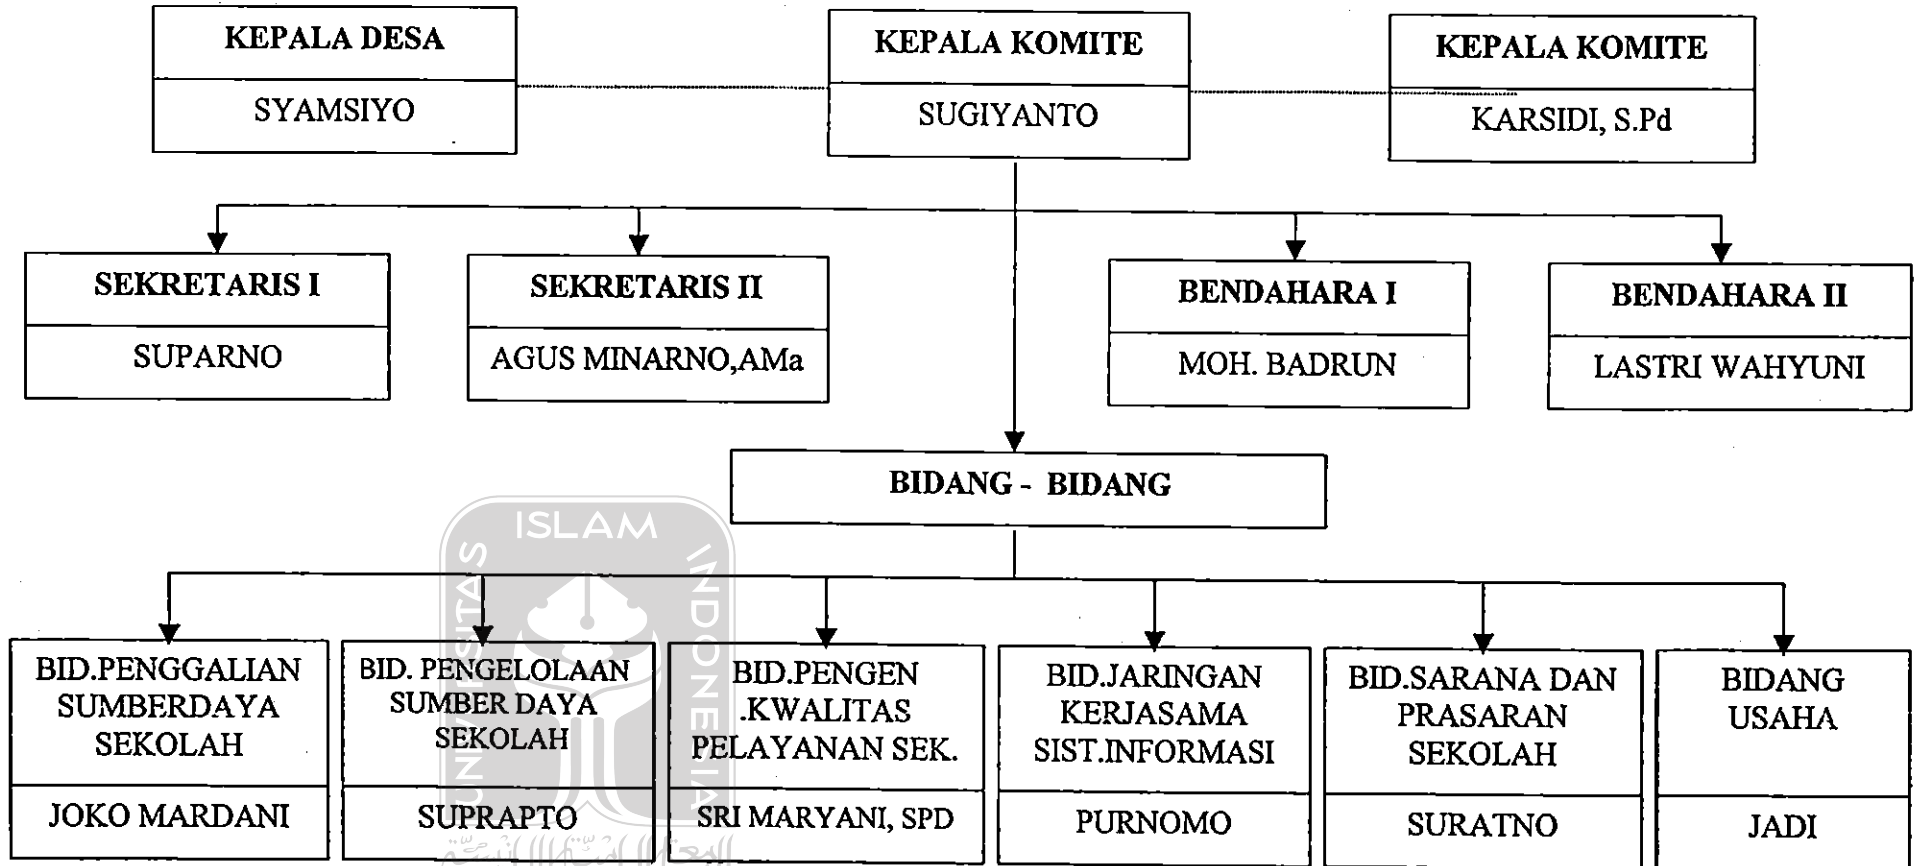 KEPALA DESA
SYAMSIYO
KEPALA KOMITE
SUGIYANTO
KEPALA KOMITE
KARSIDI, S.Pd
SEKRETARIS I
SUPARNO
SEKRETARIS II
AGUS MINARNO,AMa
BENDAHARA I
MOH. BADRUN
BENDAHARA II
LASTRI WAHYUNI
BIDANG - BIDANG
BID.PENGGALIAN
SUMBERDAYA
SEKOLAH
JOKO MARDANI
BID. PENGELOLAAN
SUMBER DAYA
SEKOLAH
SUPRAPTO
BID.PENGEN
.KWALITAS
PELAYANAN SEK.
SRI MARYANI, SPD
BID.JARINGAN
KERJASAMA
SIST.INFORMASI
PURNOMO
BID.SARANA DAN
PRASARAN
SEKOLAH
SURATNO
BIDANG
USAHA
JADI
UNIVERSITAS
ISLAM
INDONESIA